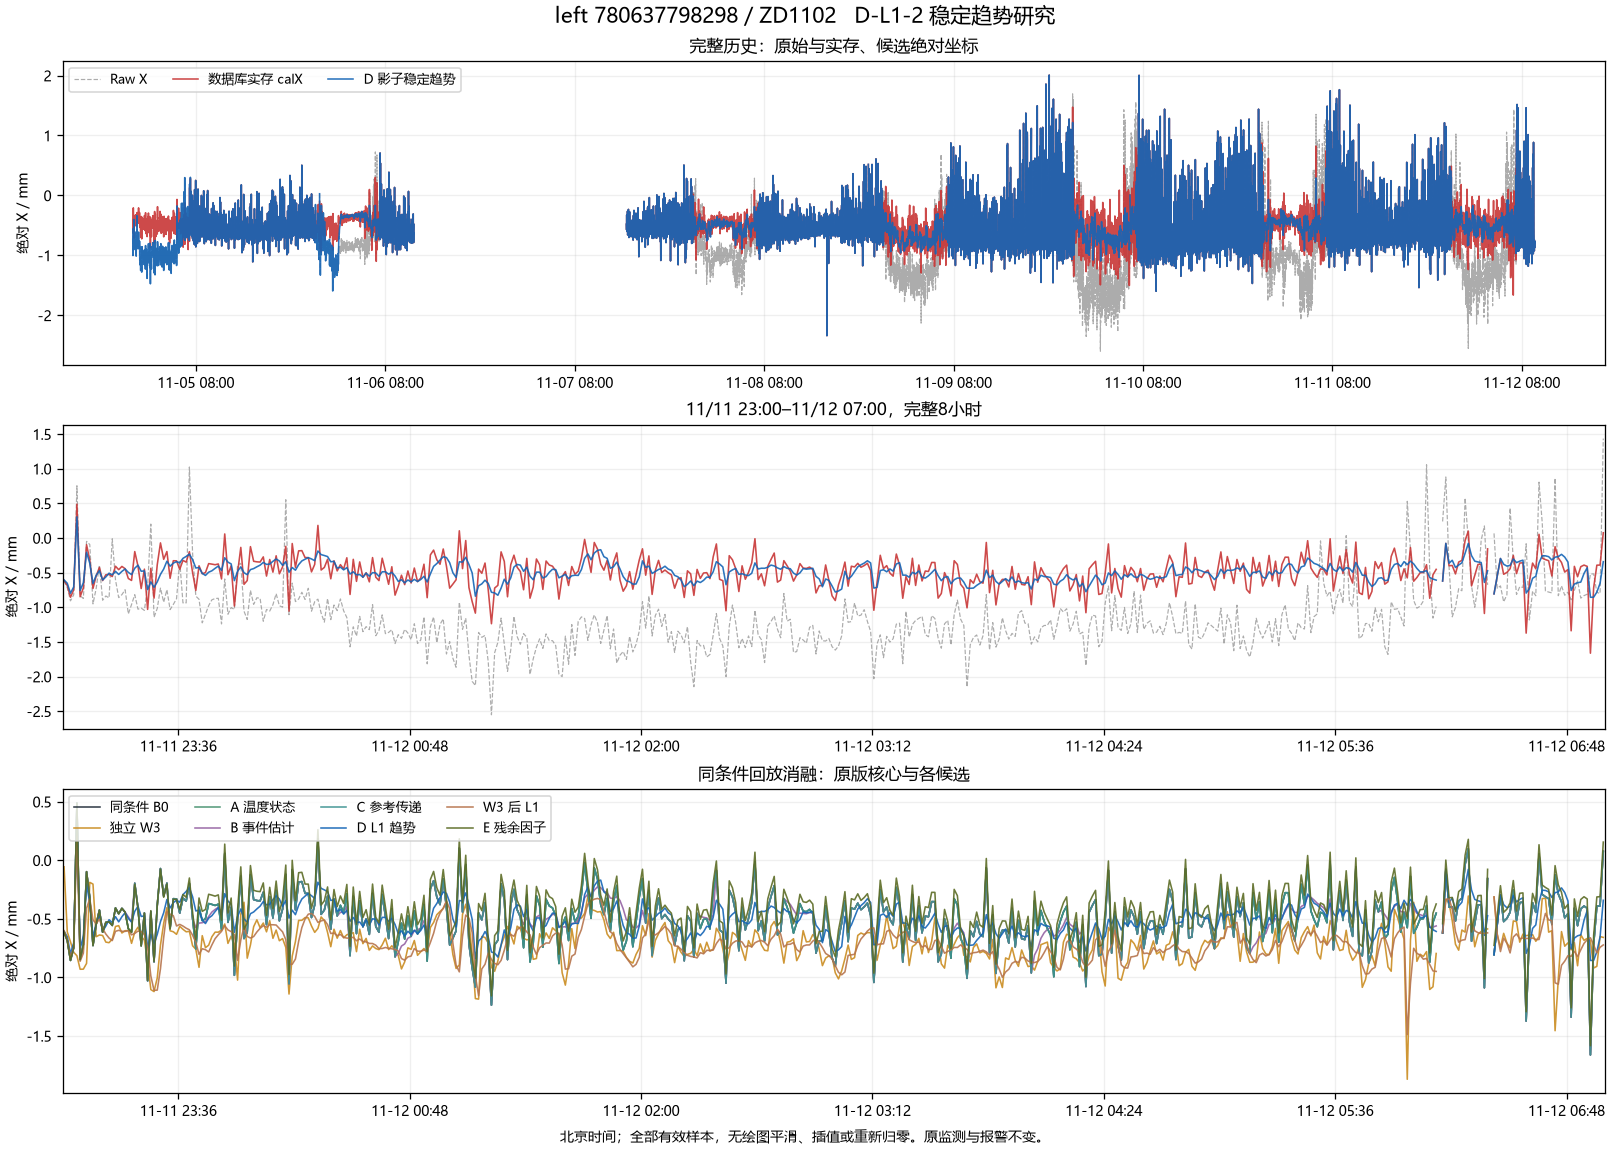 left 780637798298 / ZD1102   D-L1-2 稳定趋势研究
完整历史：原始与实存、候选绝对坐标
Raw X 数据库实存 calX D 影子稳定趋势
绝对 X / mm
2
1
0
-1
-2
11-05 08:00 11-06 08:00 11-07 08:00 11-08 08:00 11-09 08:00 11-10 08:00 11-11 08:00 11-12 08:00
11/11 23:00–11/12 07:00，完整8小时
绝对 X / mm
1.5
1.0
0.5
0.0
-0.5
-1.0
-1.5
-2.0
-2.5
11-11 23:36 11-12 00:48 11-12 02:00 11-12 03:12 11-12 04:24 11-12 05:36 11-12 06:48
同条件回放消融：原版核心与各候选
同条件 B0 A 温度状态 C 参考传递 W3 后 L1
独立 W3 B 事件估计 D L1 趋势 E 残余因子
绝对 X / mm
0.5
0.0
-0.5
-1.0
-1.5
11-11 23:36 11-12 00:48 11-12 02:00 11-12 03:12 11-12 04:24 11-12 05:36 11-12 06:48
北京时间；全部有效样本，无绘图平滑、插值或重新归零。原监测与报警不变。